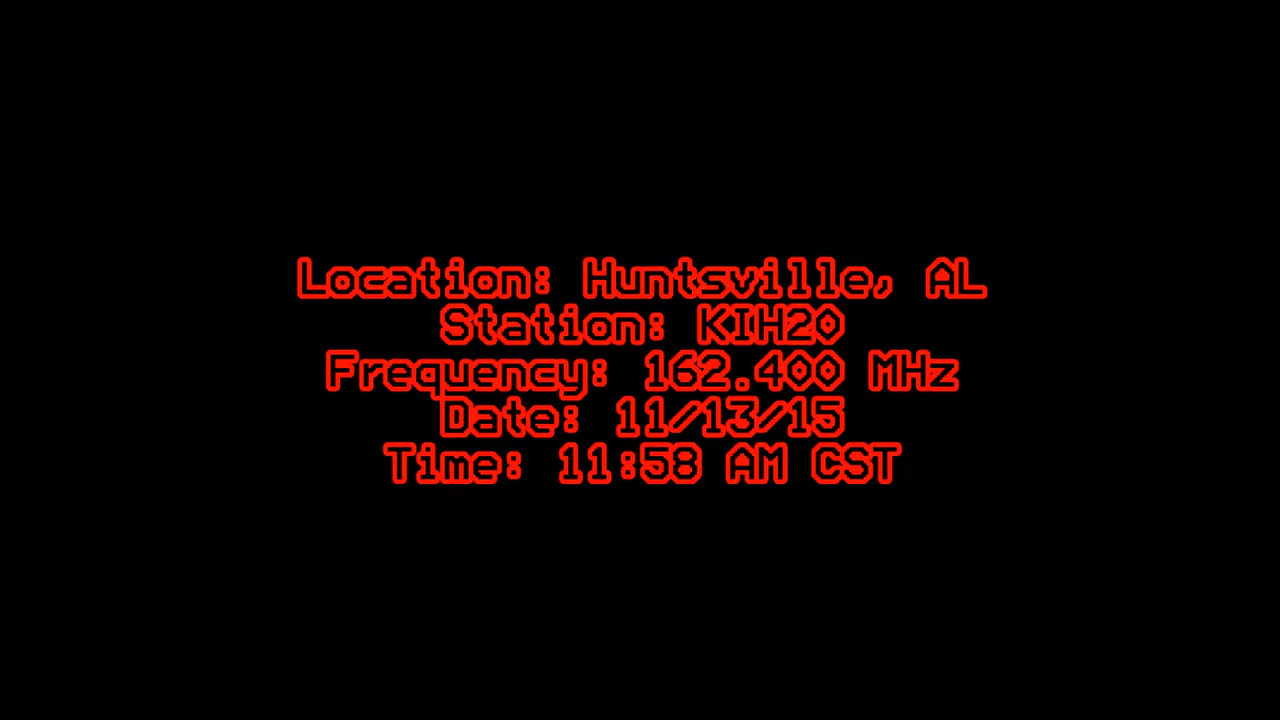 Location: Huntsville, AL
Station: KIH20
Frequency: 162.400 MHz
Date: 11/13/15
Time: 11:58 AM CST